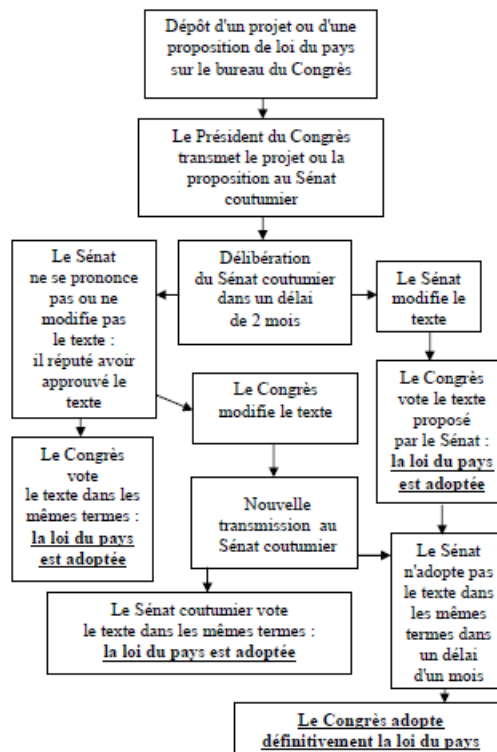 Dépôt d'un projet ou d'une
proposition de loi du pays
sur le bureau du Congrès
Le Président du Congrès
transmet le projet ou la
proposition au Sénat
coutumier
Le Sénat
ne se prononce
pas ou ne
modifie pas
le texte :
il réputé avoir
approuvé le
texte
Délibération
du Sénat coutumier
dans un délai
de 2 mois
Le Sénat
modifie le
texte
Le Congrès
modifie le texte
Le Congrès
vote le texte
proposé
par le Sénat :
la loi du pays
est adoptée
Le Congrès
vote
le texte dans les
mêmes termes :
la loi du pays
est adoptée
Nouvelle
transmission au
Sénat coutumier
Le Sénat
n'adopte pas
le texte dans
les mêmes
termes dans
un délai
d'un mois
Le Sénat coutumier vote
le texte dans les mêmes termes :
la loi du pays est adoptée
Le Congrès adopte
définitivement la loi du pays